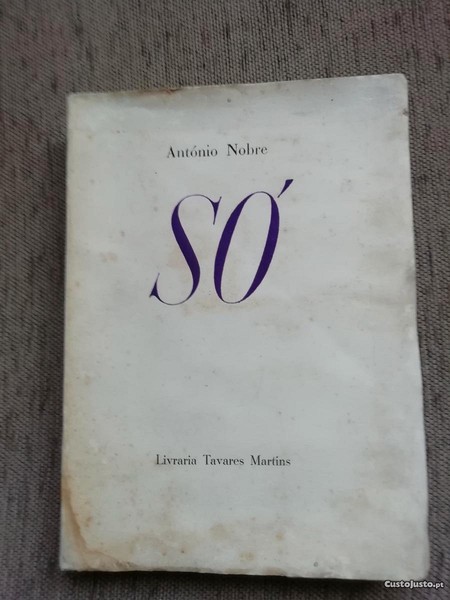 António Nobre
SÓ
Livraria Tavares Martins
CustoJusto.pt